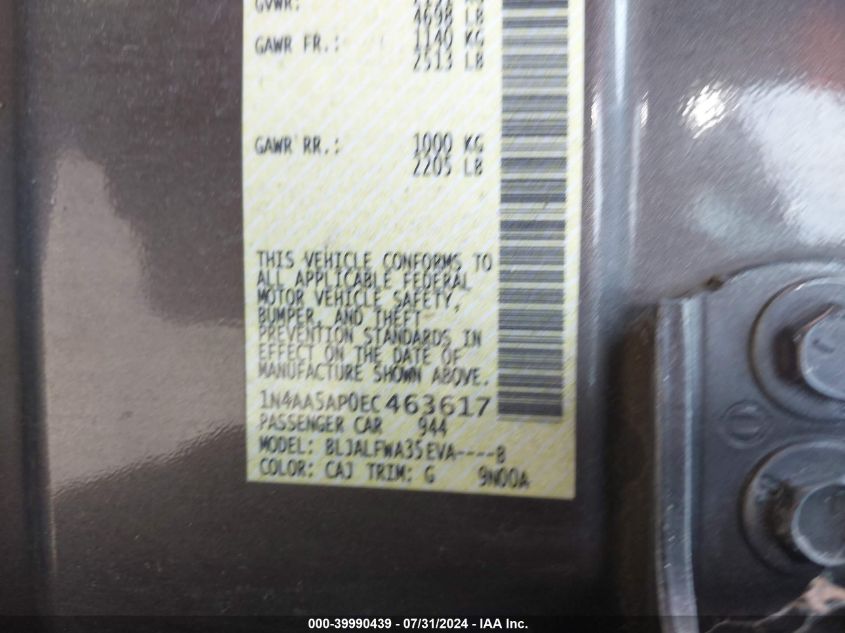 GVWR:
4698 LB
GAWR FR.: 1140 KG
2513 LB
GAWR RR.: 1000 KG
2205 LB
THIS VEHICLE CONFORMS TO
ALL APPLICABLE FEDERAL
MOTOR VEHICLE SAFETY,
BUMPER, AND THEFT
PREVENTION STANDARDS IN
EFFECT ON THE DATE OF
MANUFACTURE SHOWN ABOVE.
1N4AA5AP0EC463617
PASSENGER CAR 944
MODEL: BLJALFWA35EVA----B
COLOR: CAJ TRIM: G 9N00A
000-39990439 - 07/31/2024 - IAA Inc.